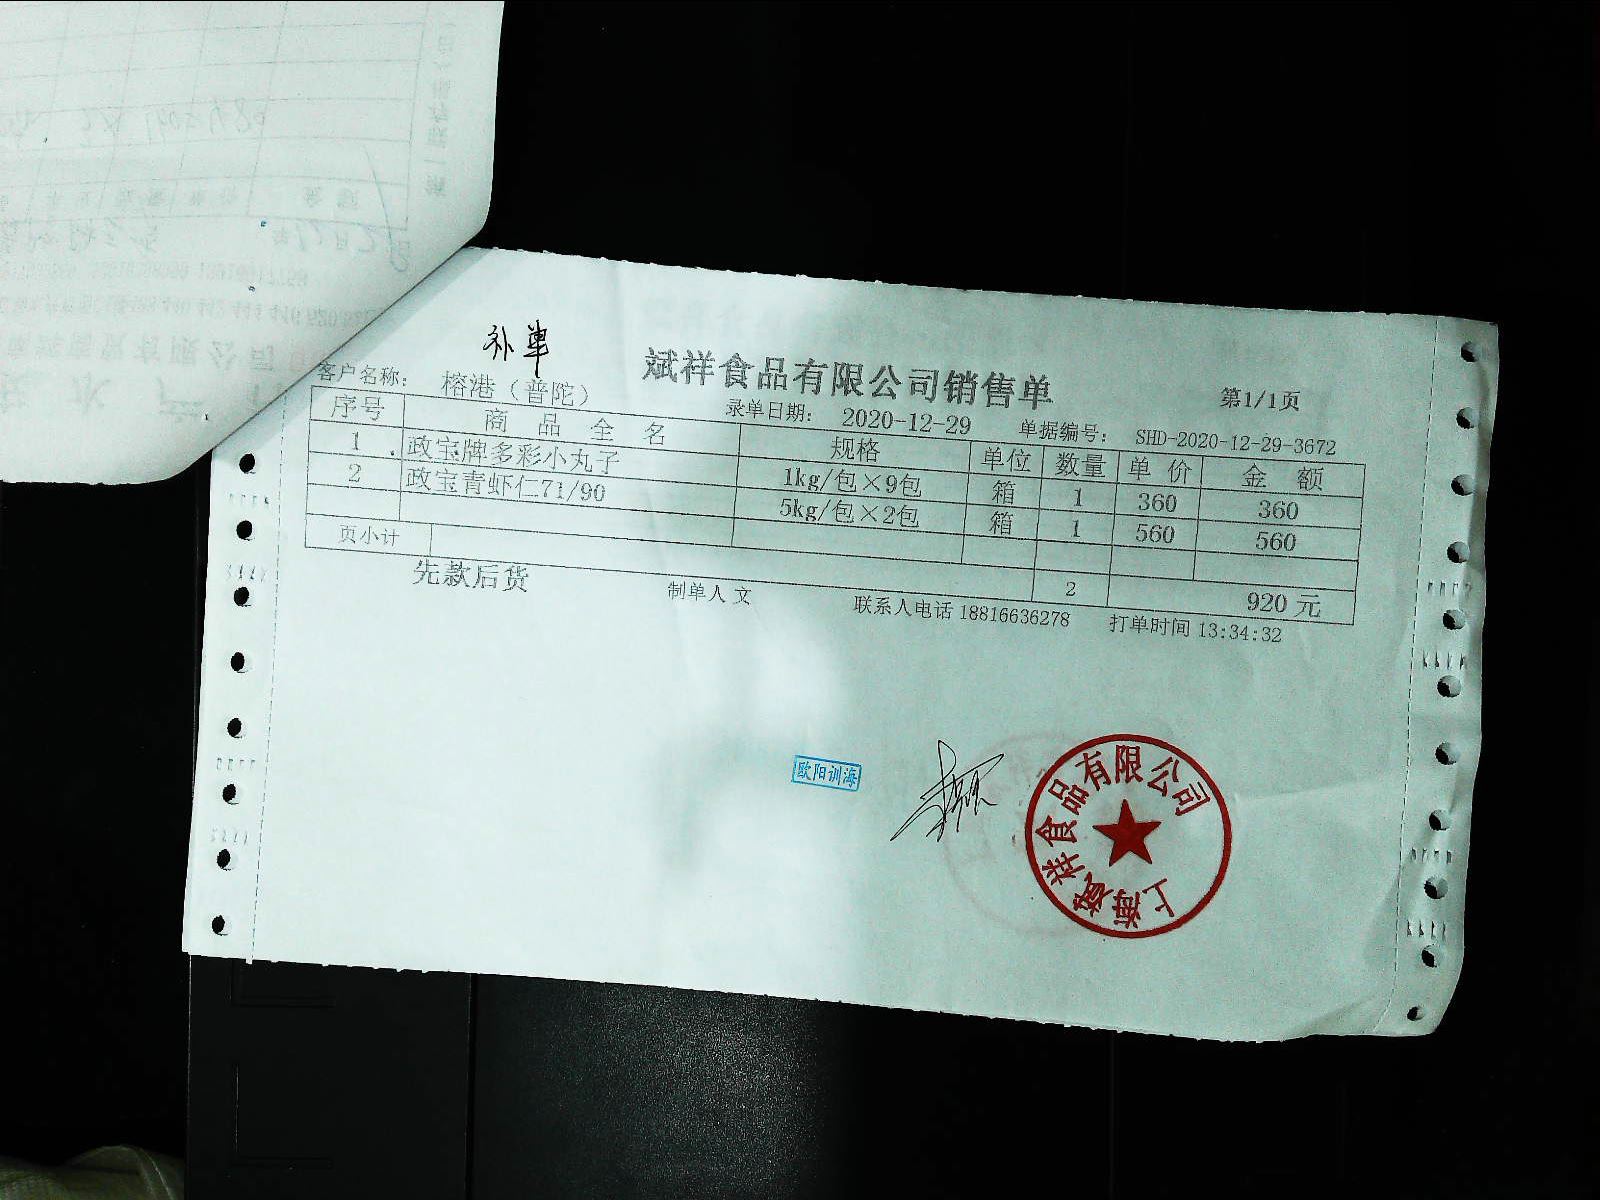 补单
斌祥食品有限公司销售单
第1/1页
客户名称： 榕港（普陀） 录单日期： 2020-12-29 单据编号： SHD-2020-12-29-3672
序号 商 品 全 名 规格 单位 数量 单 价 金 额
1 政宝牌多彩小丸子 1kg/包×9包 箱 1 360 360
2 政宝青虾仁71/90 5kg/包×2包 箱 1 560 560
页小计 2 920 元
先款后货 制单人 文 联系人电话 18816636278 打单时间 13:34:32
欧阳训海
上海斌祥食品有限公司